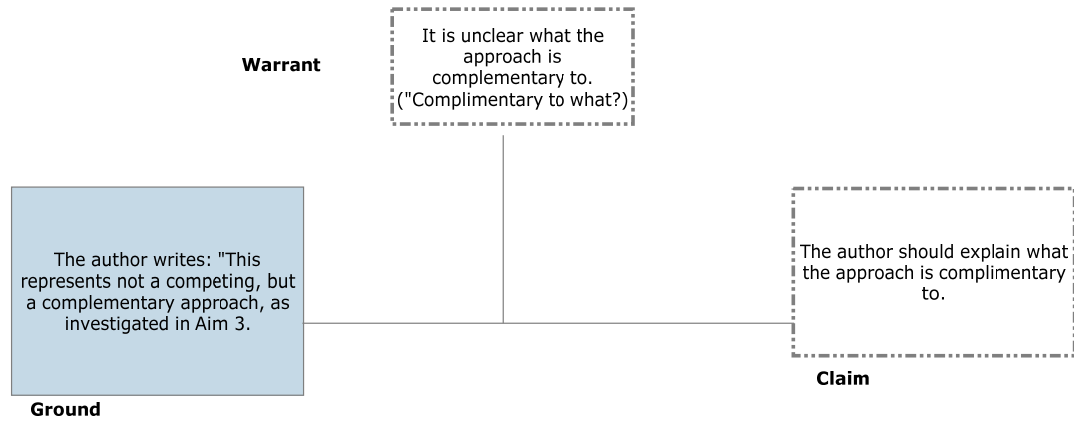 It is unclear what the
approach is
complementary to.
("Complimentary to what?)
Warrant
The author writes: "This
represents not a competing, but
a complementary approach, as
investigated in Aim 3.
Ground
The author should explain what
the approach is complimentary
to.
Claim